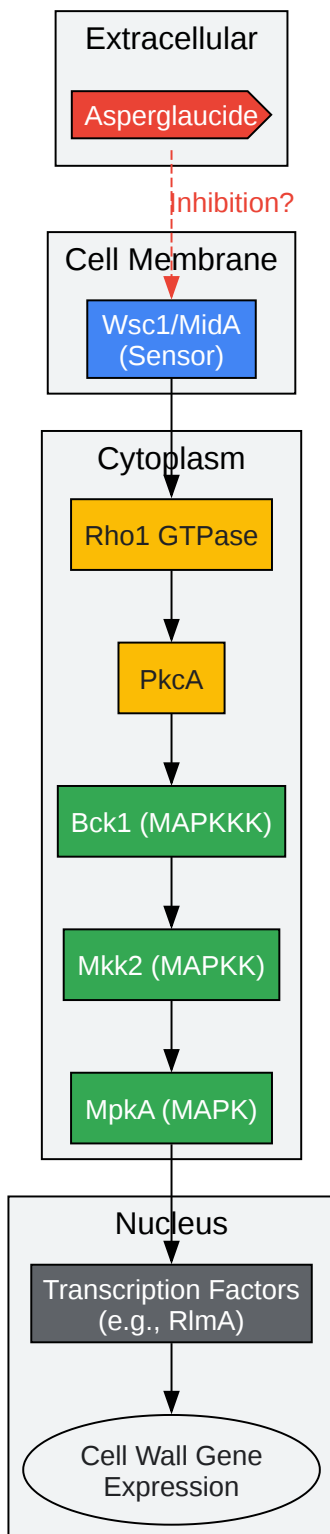 Extracellular
Asperglaucide
Inhibition?
Cell Membrane
Wsc1/MidA
(Sensor)
Cytoplasm
Rho1 GTPase
PkcA
Bck1 (MAPKKK)
Mkk2 (MAPKK)
MpkA (MAPK)
Nucleus
Transcription Factors
(e.g., RlmA)
Cell Wall Gene
Expression